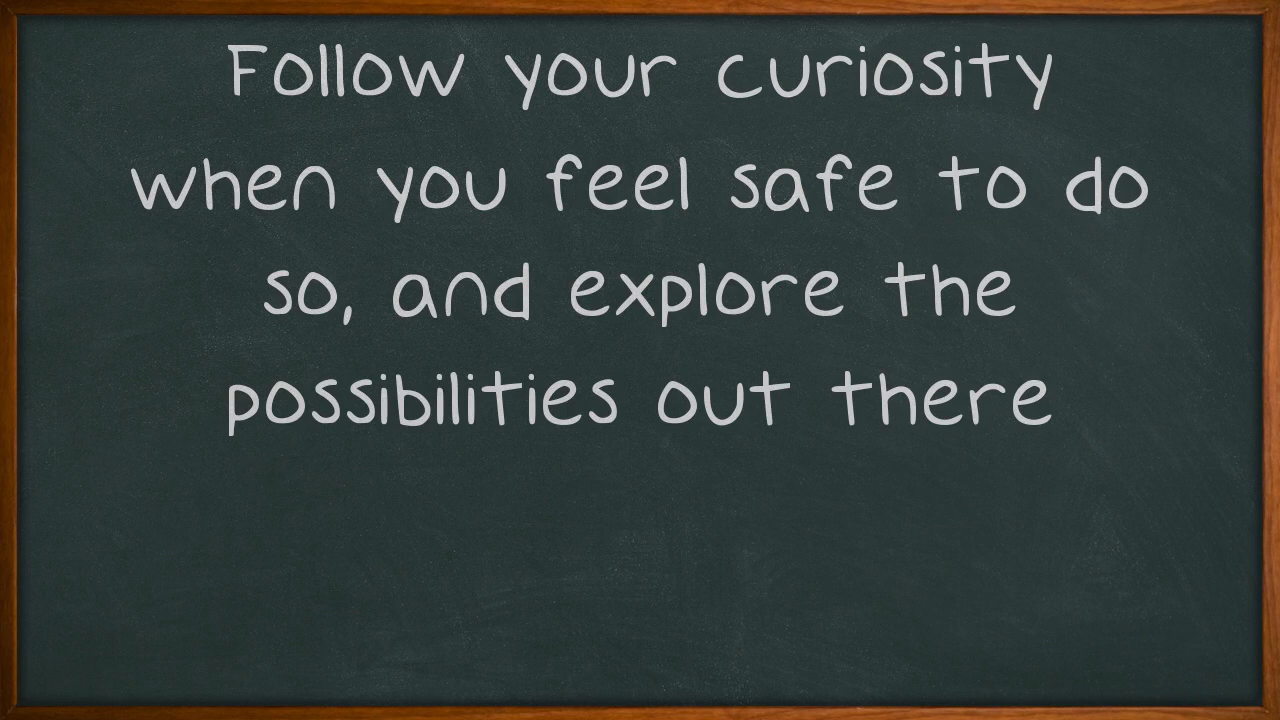 Follow your curiosity
when you feel safe to do
so, and explore the
possibilities out there